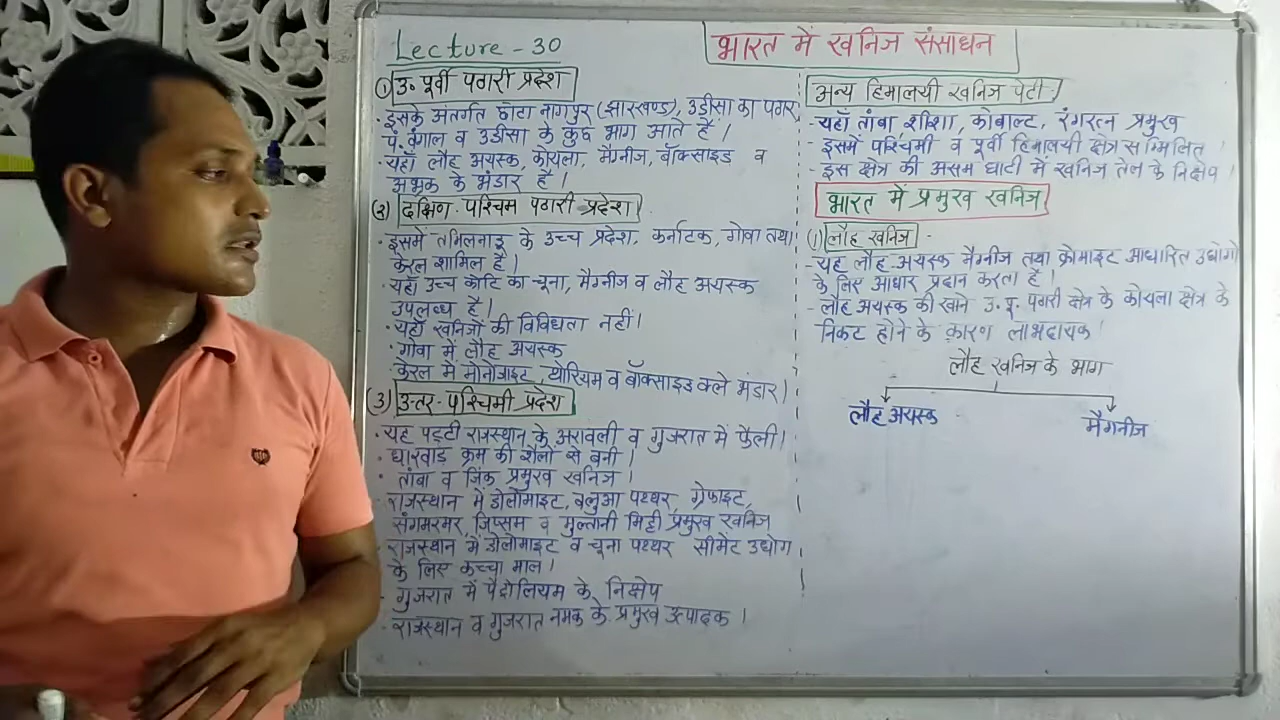 Lecture - 30
भारत में खनिज संसाधन
① उ० पूर्वी पठारी प्रदेश
· इसके अंतर्गत छोटा नागपुर (झारखण्ड), उड़ीसा का पठार,
पं. बंगाल व उड़ीसा के कुछ भाग आते हैं।
· यहाँ लौह अयस्क, कोयला, मैग्नीज, बॉक्साइड व
अभ्रक के भंडार हैं।
(२) दक्षिण-पश्चिम पठारी प्रदेश
· इसमें तमिलनाडु के उच्च प्रदेश, कर्नाटक, गोवा तथा
केरल शामिल हैं।
· यहाँ उच्च कोटि का चूना, मैग्नीज व लौह अयस्क
उपलब्ध है।
· यहाँ खनिजों की विविधता नहीं।
· गोवा में लौह अयस्क
· केरल में मोनोजाइट, थोरियम व बॉक्साइड क्ले भंडार।
(3) उत्तर-पश्चिमी प्रदेश
· यह पट्टी राजस्थान के अरावली व गुजरात में फैली।
· धारवाड़ क्रम की शैलों से बनी।
· तांबा व जिंक प्रमुख खनिज।
- राजस्थान में डोलोमाइट, बलुआ पत्थर, ग्रेफाइट,
संगमरमर, जिप्सम व मुल्तानी मिट्टी प्रमुख खनिज
- राजस्थान में डोलोमाइट व चूना पत्थर सीमेंट उद्योग
के लिए कच्चा माल।
- गुजरात में पैट्रोलियम के निक्षेप
- राजस्थान व गुजरात नमक के प्रमुख उत्पादक।
अन्य हिमालयी खनिज पेटी
- यहाँ तांबा शीशा, कोबाल्ट, रंगरत्न प्रमुख
- इसमें पश्चिमी व पूर्वी हिमालयी क्षेत्र सम्मिलित।
- इस क्षेत्र की असम घाटी में खनिज तेल के निक्षेप।
भारत में प्रमुख खनिज
(1) लौह खनिज -
- यह लौह-अयस्क मैग्नीज तथा क्रोमाइट आधारित उद्योगो
के लिए आधार प्रदान करता है।
- लौह अयस्क की खाने उ. पू. पठारी क्षेत्र के कोयला क्षेत्र के
निकट होने के कारण लाभदायक।
लौह खनिज के भाग
लौह अयस्क
मैगनीज